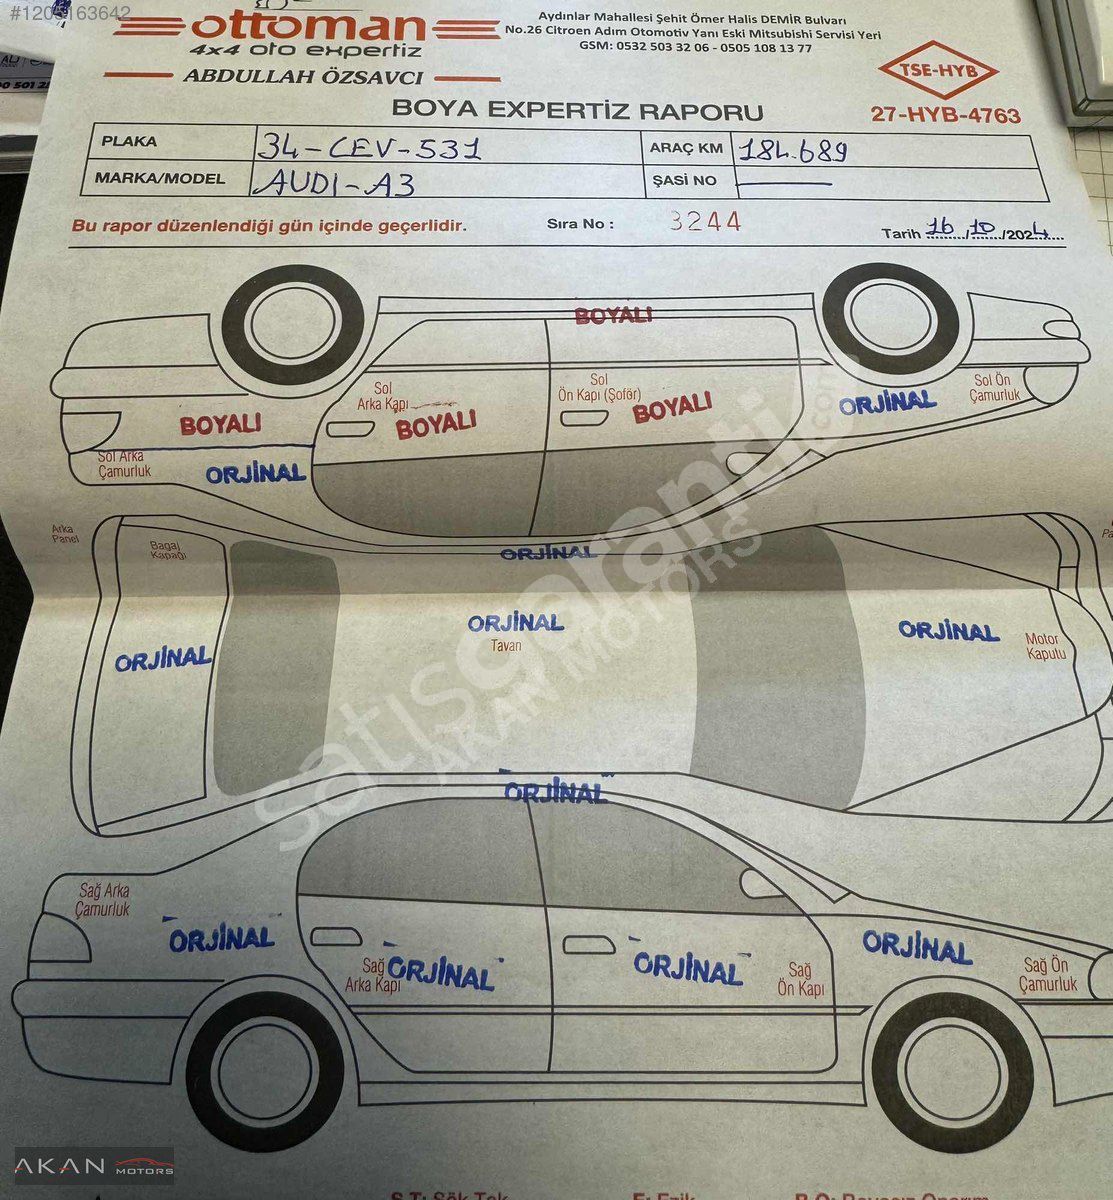 #1205163642
ottoman
4x4 oto expertiz
ABDULLAH ÖZSAVCI
Aydınlar Mahallesi Şehit Ömer Halis DEMİR Bulvarı
No.26 Citroen Adım Otomotiv Yanı Eski Mitsubishi Servisi Yeri
GSM: 0532 503 32 06 - 0505 108 13 77
TSE-HYB
27-HYB-4763
BOYA EXPERTİZ RAPORU
PLAKA 34-CEV-531 ARAÇ KM 184.689
MARKA/MODEL AUDI-A3 ŞASİ NO
Bu rapor düzenlendiği gün içinde geçerlidir. Sıra No : 3244 Tarih 16/10/2024
BOYALI
Sol
Arka Kapı
Sol
Ön Kapı (Şoför)
Sol Ön
Çamurluk
BOYALI BOYALI BOYALI ORJİNAL
Sol Arka
Çamurluk
ORJİNAL
Arka
Panel
Bagaj
Kapağı
ORJİNAL
ORJİNAL
Tavan
ORJİNAL
Motor
Kaputu
ORJİNAL
satışgarantili
AKAN MOTORS
ORJİNAL
Sağ Arka
Çamurluk
ORJİNAL
Sağ
Arka Kapı
ORJİNAL
ORJİNAL
Sağ
Ön Kapı
ORJİNAL
Sağ Ön
Çamurluk
AKAN MOTORS
S.T: Sök Tak E: Ezik